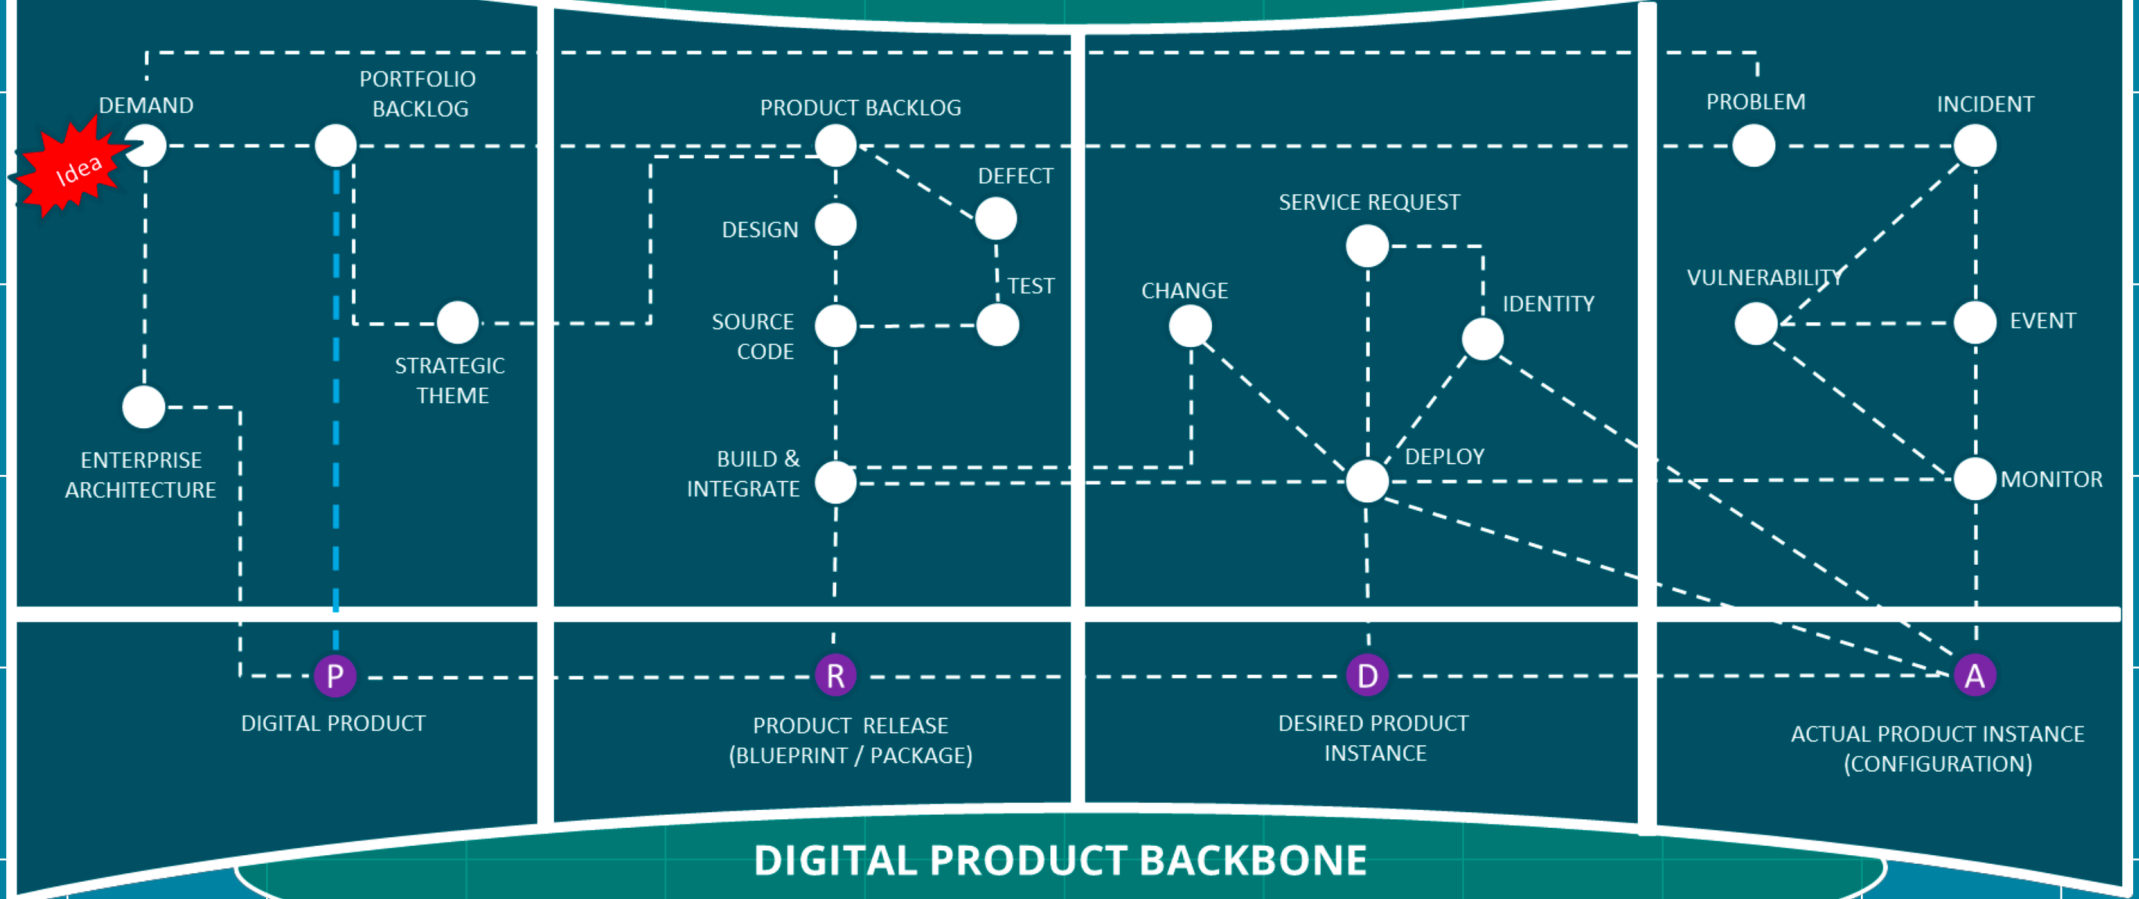 PORTFOLIO
BACKLOG
DEMAND
Idea
STRATEGIC
THEME
ENTERPRISE
ARCHITECTURE
PRODUCT BACKLOG
DEFECT
DESIGN
TEST
SOURCE
CODE
BUILD &
INTEGRATE
SERVICE REQUEST
CHANGE
IDENTITY
DEPLOY
PROBLEM
INCIDENT
VULNERABILITY
EVENT
MONITOR
P
DIGITAL PRODUCT
R
PRODUCT RELEASE
(BLUEPRINT / PACKAGE)
D
DESIRED PRODUCT
INSTANCE
A
ACTUAL PRODUCT INSTANCE
(CONFIGURATION)
DIGITAL PRODUCT BACKBONE